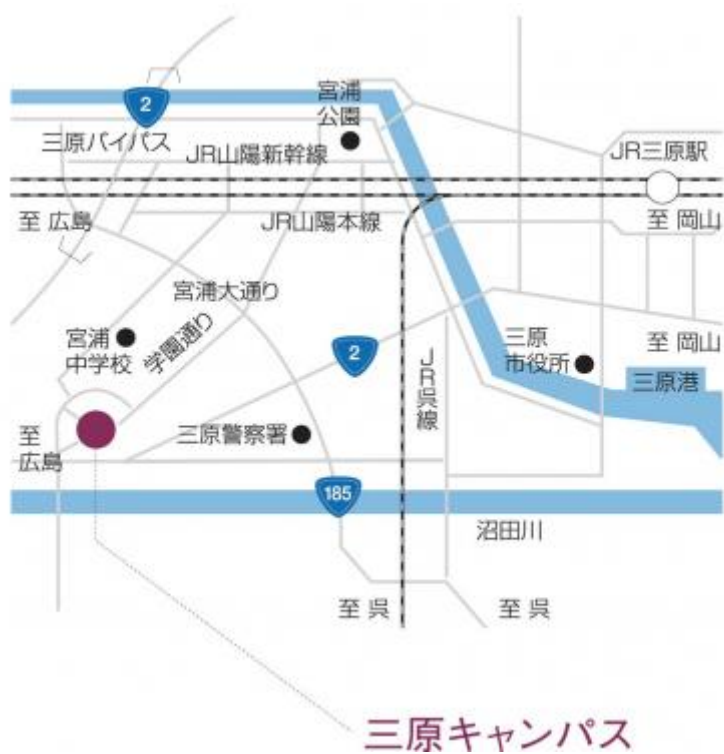 2
宮浦
公園
三原バイパス
JR山陽新幹線
JR三原駅
至 広島
JR山陽本線
至 岡山
宮浦大通り
学園通り
宮浦
中学校
2
JR呉線
三原
市役所
至 岡山
三原港
至
広島
三原警察署
185
沼田川
至 呉
至 呉
三原キャンパス